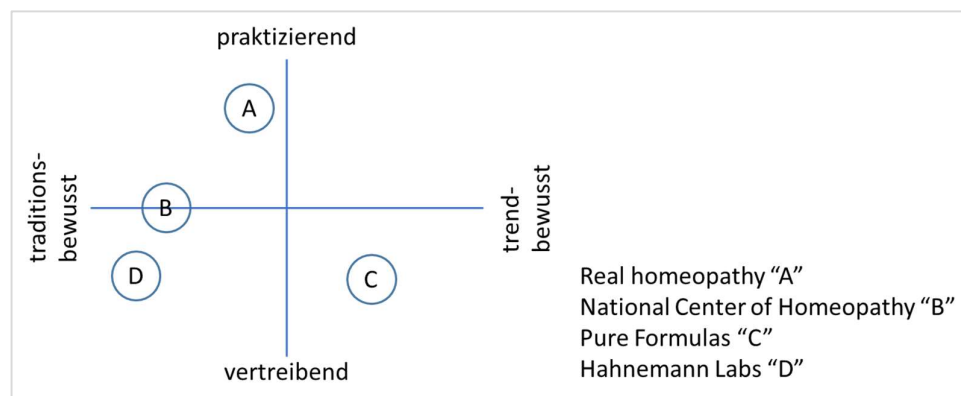 praktizierend
A
traditions-
bewusst
B
trend-
bewusst
D
C
vertreibend
Real homeopathy “A”
National Center of Homeopathy “B”
Pure Formulas “C”
Hahnemann Labs “D”